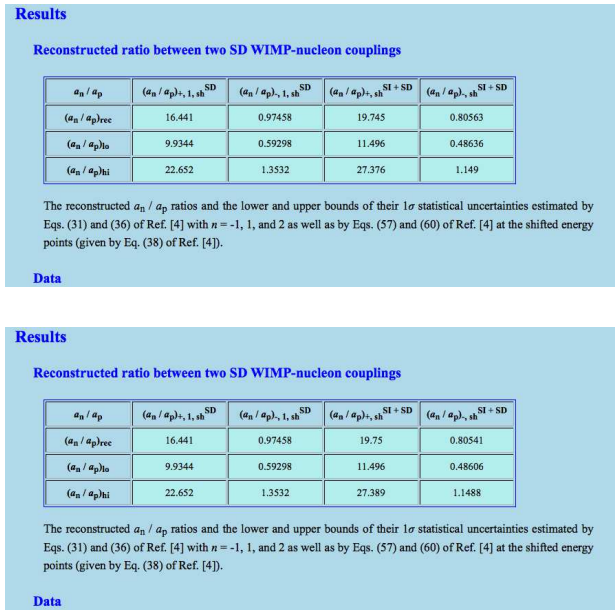 Results
Reconstructed ratio between two SD WIMP-nucleon couplings
an / ap (an / ap)+, 1, sh SD (an / ap)-, 1, sh SD (an / ap)+, sh SI + SD (an / ap)-, sh SI + SD
(an / ap)rec 16.441 0.97458 19.745 0.80563
(an / ap)lo 9.9344 0.59298 11.496 0.48636
(an / ap)hi 22.652 1.3532 27.376 1.149
The reconstructed an / ap ratios and the lower and upper bounds of their 1σ statistical uncertainties estimated by
Eqs. (31) and (36) of Ref. [4] with n = -1, 1, and 2 as well as by Eqs. (57) and (60) of Ref. [4] at the shifted energy
points (given by Eq. (38) of Ref. [4]).
Data
Results
Reconstructed ratio between two SD WIMP-nucleon couplings
an / ap (an / ap)+, 1, sh SD (an / ap)-, 1, sh SD (an / ap)+, sh SI + SD (an / ap)-, sh SI + SD
(an / ap)rec 16.441 0.97458 19.75 0.80541
(an / ap)lo 9.9344 0.59298 11.496 0.48606
(an / ap)hi 22.652 1.3532 27.389 1.1488
The reconstructed an / ap ratios and the lower and upper bounds of their 1σ statistical uncertainties estimated by
Eqs. (31) and (36) of Ref. [4] with n = -1, 1, and 2 as well as by Eqs. (57) and (60) of Ref. [4] at the shifted energy
points (given by Eq. (38) of Ref. [4]).
Data